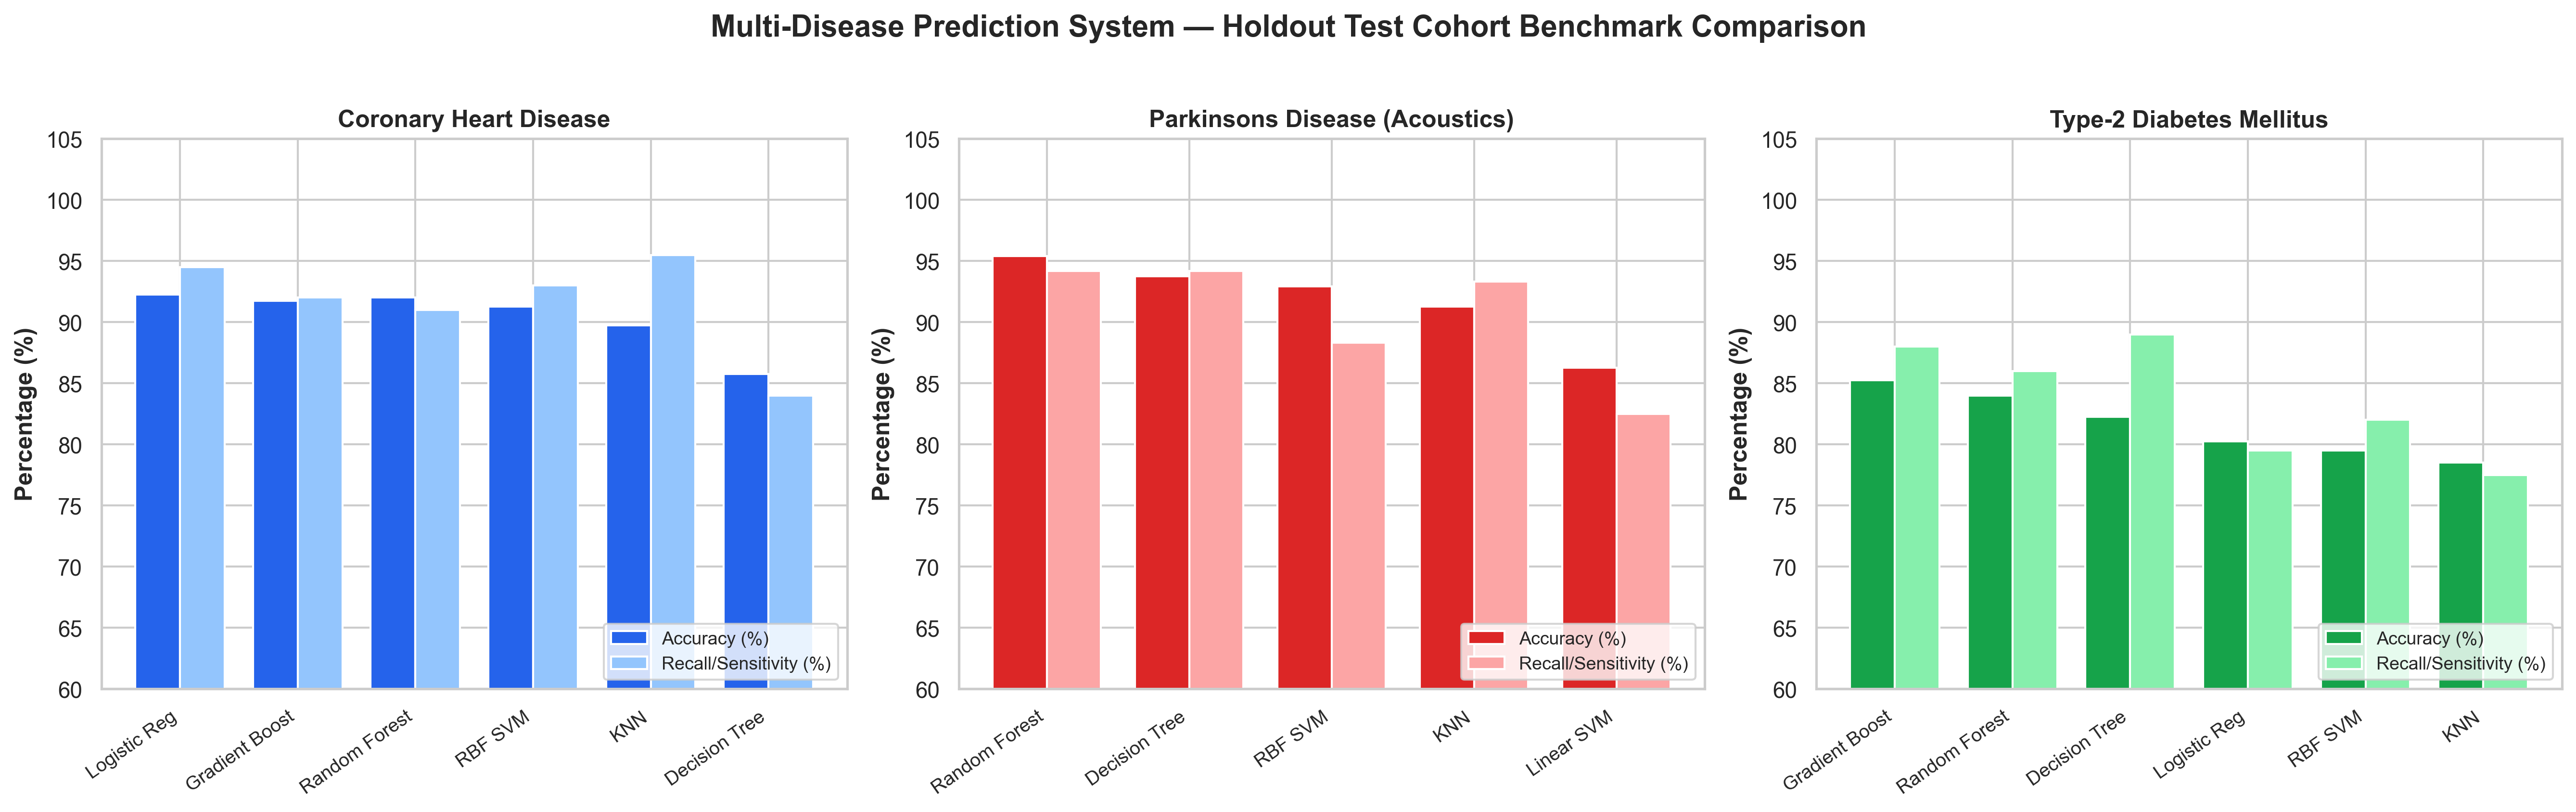 Multi-Disease Prediction System — Holdout Test Cohort Benchmark Comparison
Coronary Heart Disease
105
100
95
90
85
80
75
70
65
60
Percentage (%)
Accuracy (%)
Recall/Sensitivity (%)
Logistic Reg
Gradient Boost
Random Forest
RBF SVM
KNN
Decision Tree
Parkinsons Disease (Acoustics)
105
100
95
90
85
80
75
70
65
60
Percentage (%)
Accuracy (%)
Recall/Sensitivity (%)
Random Forest
Decision Tree
RBF SVM
KNN
Linear SVM
Type-2 Diabetes Mellitus
105
100
95
90
85
80
75
70
65
60
Percentage (%)
Accuracy (%)
Recall/Sensitivity (%)
Gradient Boost
Random Forest
Decision Tree
Logistic Reg
RBF SVM
KNN